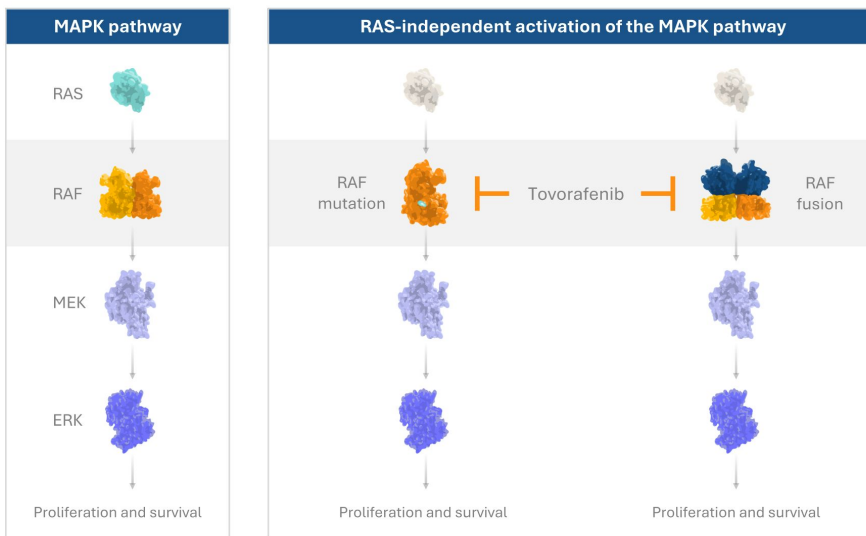 MAPK pathway
RAS-independent activation of the MAPK pathway
RAS
RAF
RAF
mutation
Tovorafenib
RAF
fusion
MEK
ERK
Proliferation and survival
Proliferation and survival
Proliferation and survival